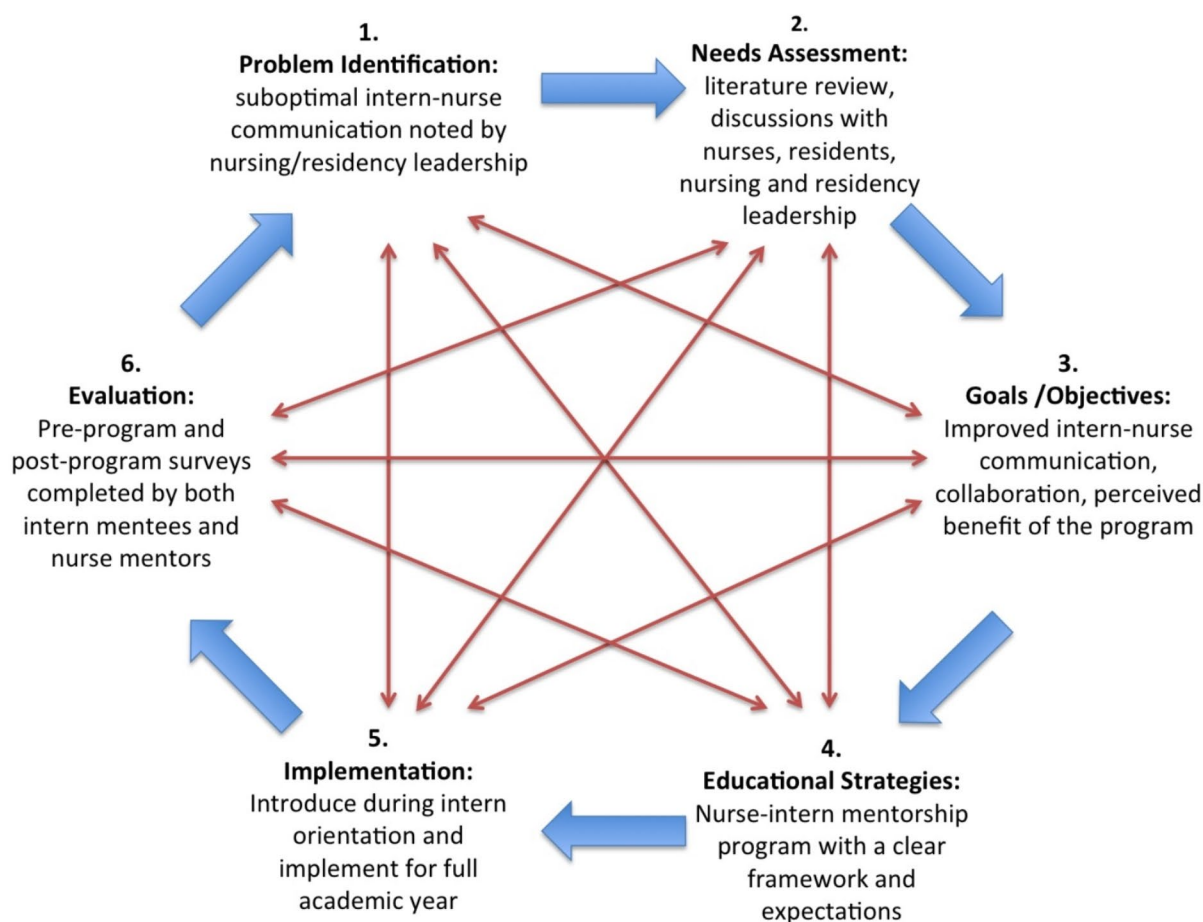 1.
Problem Identification:
suboptimal intern-nurse
communication noted by
nursing/residency leadership
2.
Needs Assessment:
literature review,
discussions with
nurses, residents,
nursing and residency
leadership
3.
Goals /Objectives:
Improved intern-nurse
communication,
collaboration, perceived
benefit of the program
4.
Educational Strategies:
Nurse-intern mentorship
program with a clear
framework and
expectations
5.
Implementation:
Introduce during intern
orientation and
implement for full
academic year
6.
Evaluation:
Pre-program and
post-program surveys
completed by both
intern mentees and
nurse mentors